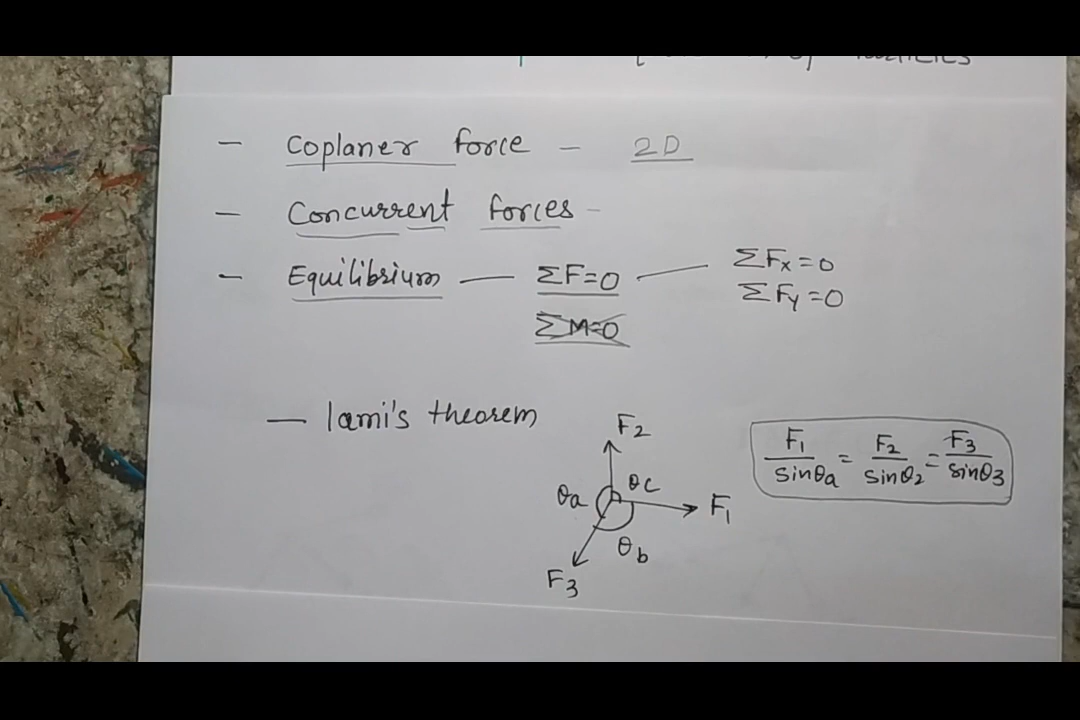 - Coplaner force - 2D
- Concurrent forces -
- Equilibrium — ΣF=0 — ΣFx=0
ΣFy=0
ΣM=0
— lami's theorem
F2
θc
θa
F1
θb
F3
F1/sinθa = F2/sinθ2 = F3/sinθ3